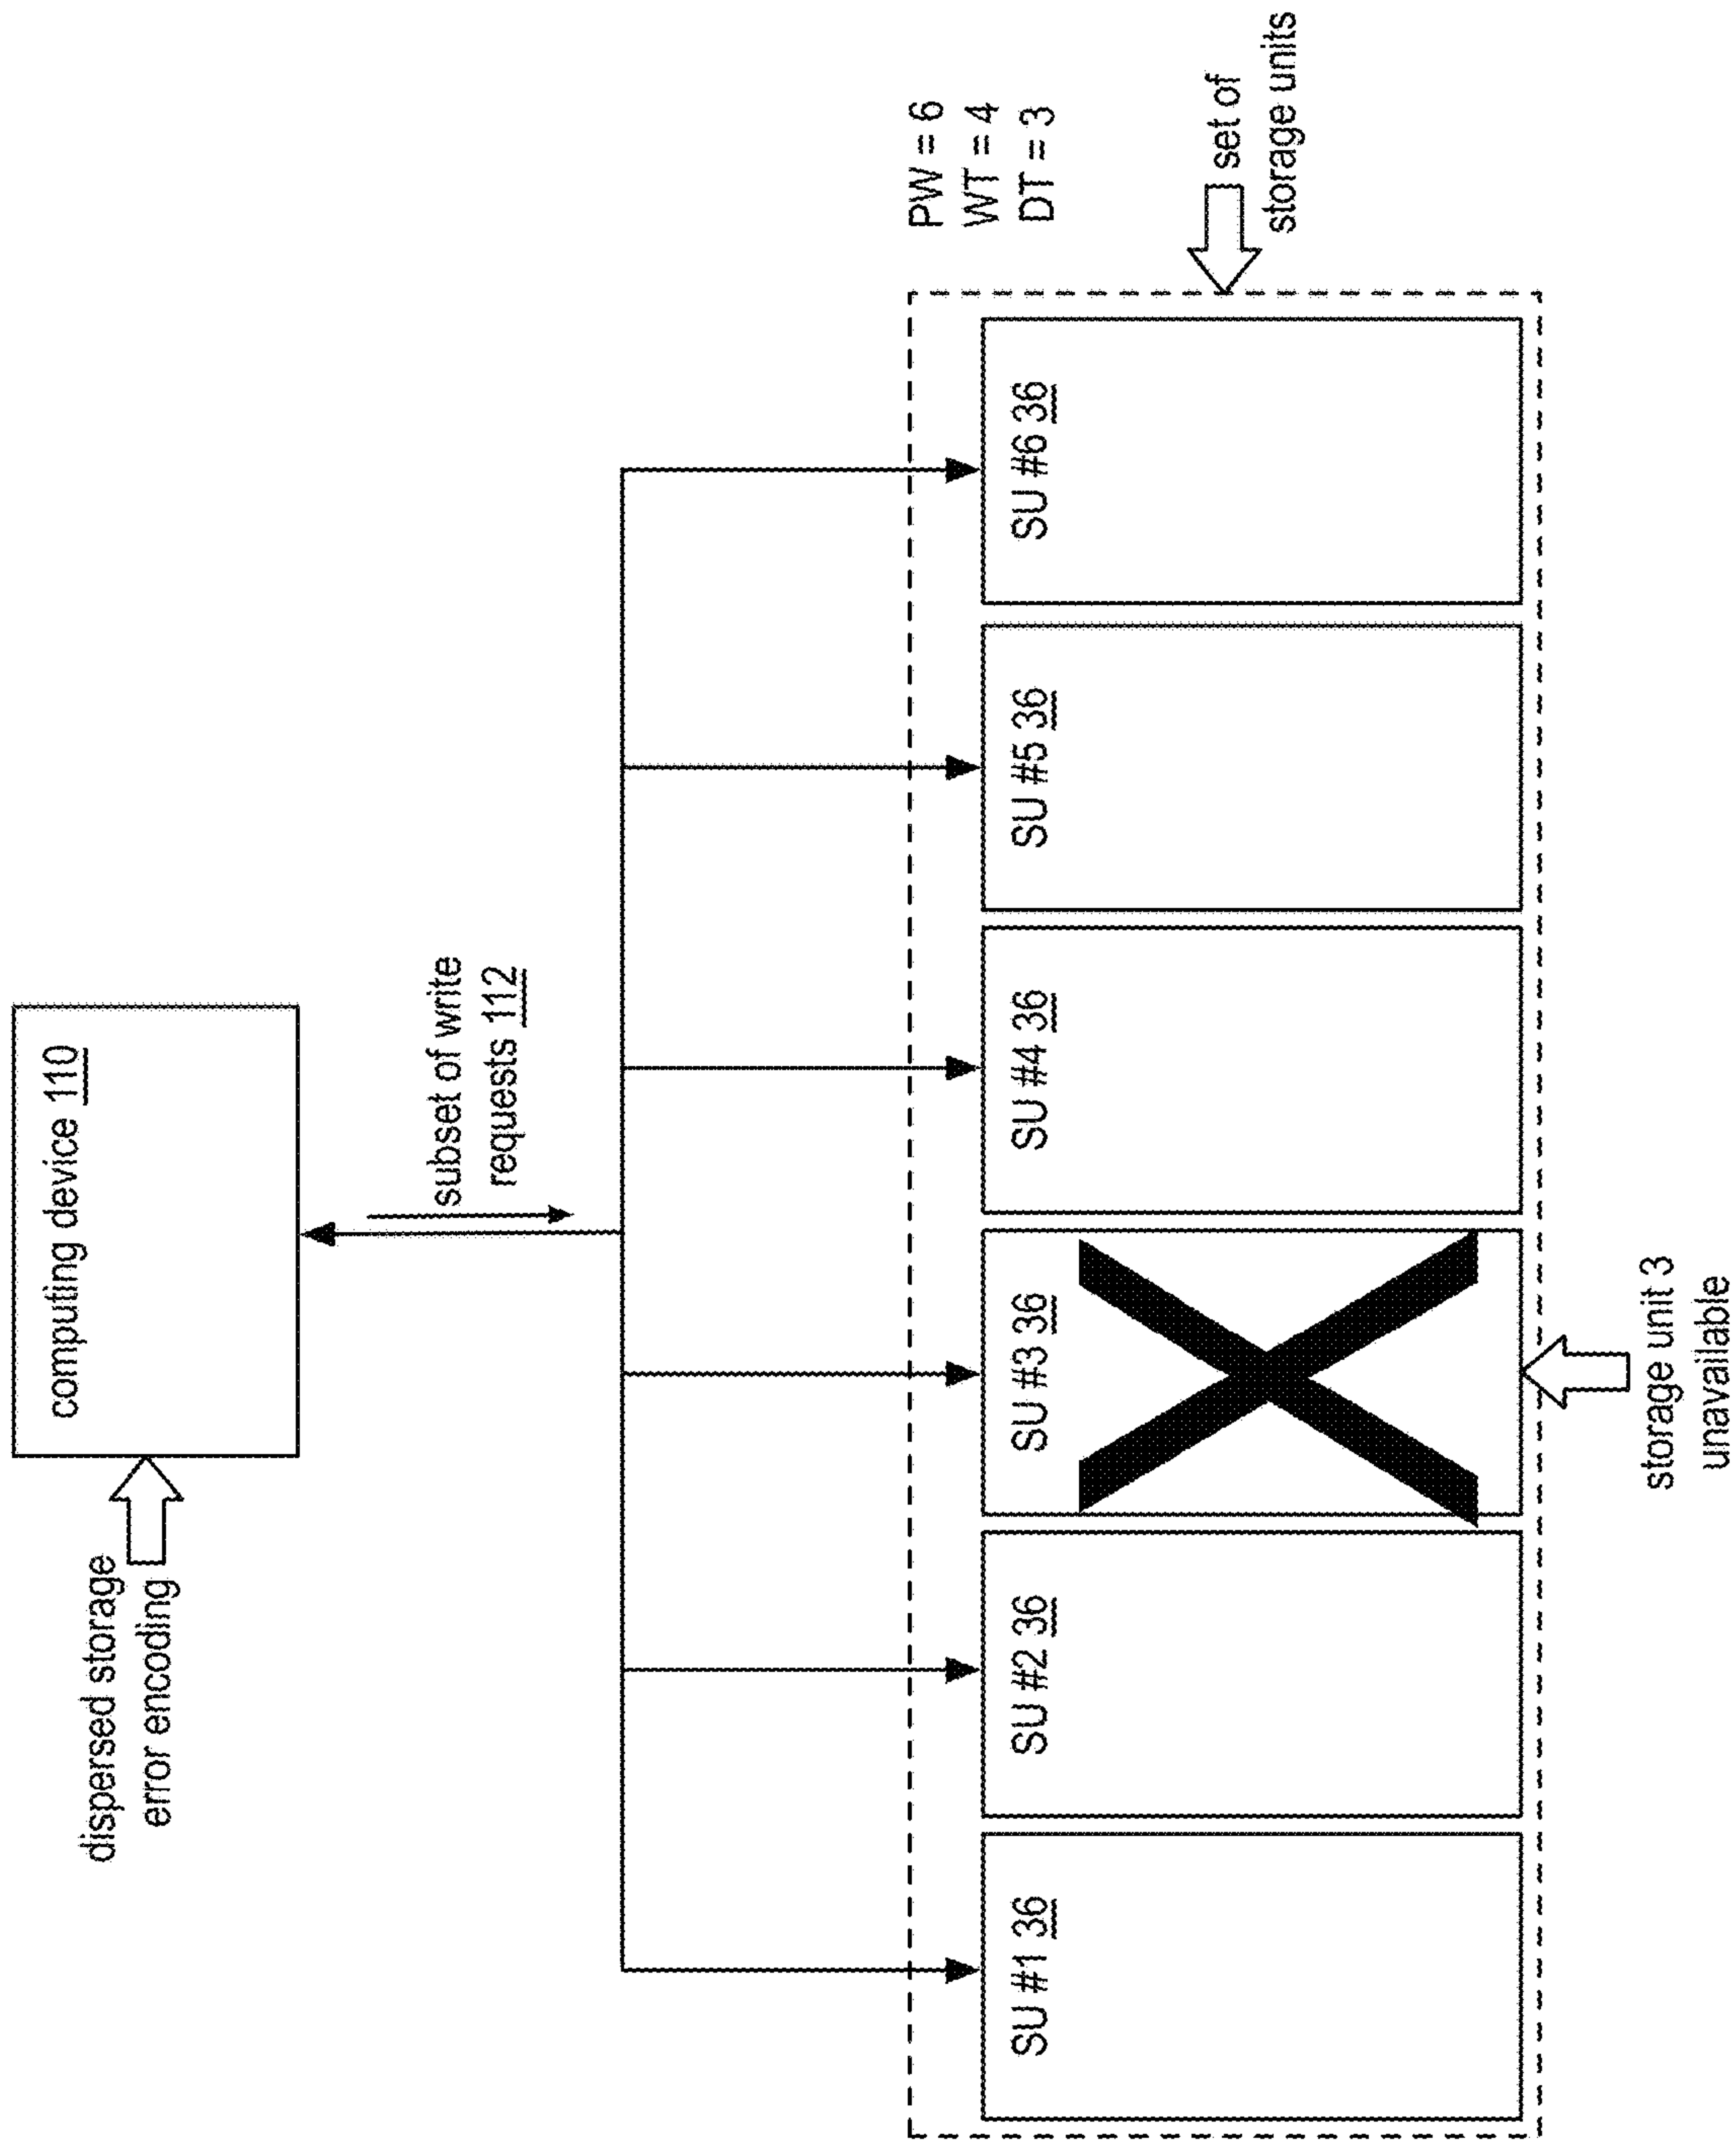 dispersed storage
error encoding
computing device 110
subset of write
requests 112
PW = 6
WT = 4
DT = 3
SU #1 36
SU #2 36
SU #3 36
SU #4 36
SU #5 36
SU #6 36
set of
storage units
storage unit 3
unavailable